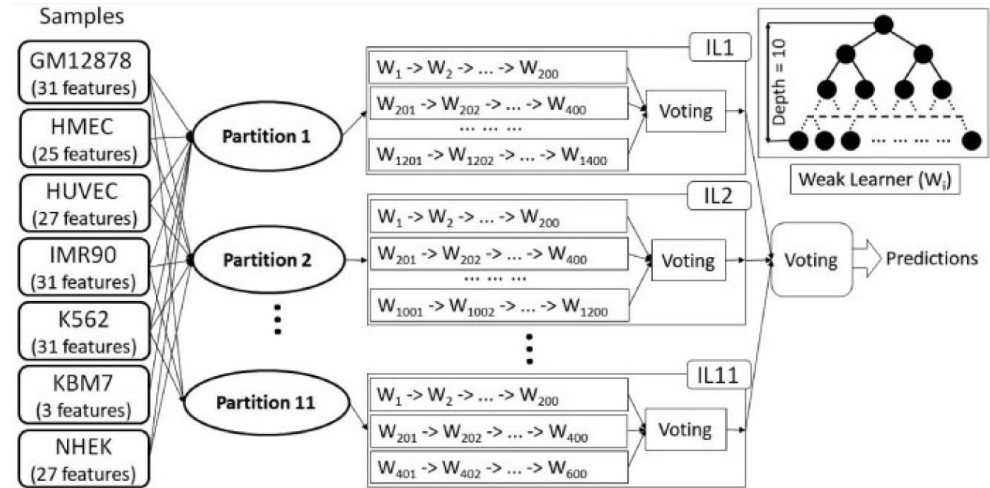 Samples
GM12878
(31 features)
HMEC
(25 features)
HUVEC
(27 features)
IMR90
(31 features)
K562
(31 features)
KBM7
(3 features)
NHEK
(27 features)
Partition 1
Partition 2
Partition 11
IL1
W₁ -> W₂ -> ... -> W₂₀₀
W₂₀₁ -> W₂₀₂ -> ... -> W₄₀₀
... ...
W₁₂₀₁ -> W₁₂₀₂ -> ... -> W₁₄₀₀
Voting
IL2
W₁ -> W₂ -> ... -> W₂₀₀
W₂₀₁ -> W₂₀₂ -> ... -> W₄₀₀
... ...
W₁₀₀₁ -> W₁₀₀₂ -> ... -> W₁₂₀₀
Voting
IL11
W₁ -> W₂ -> ... -> W₂₀₀
W₂₀₁ -> W₂₀₂ -> ... -> W₄₀₀
W₄₀₁ -> W₄₀₂ -> ... -> W₆₀₀
Voting
Depth = 10
... ... ... ...
Weak Learner (Wᵢ)
Voting
Predictions